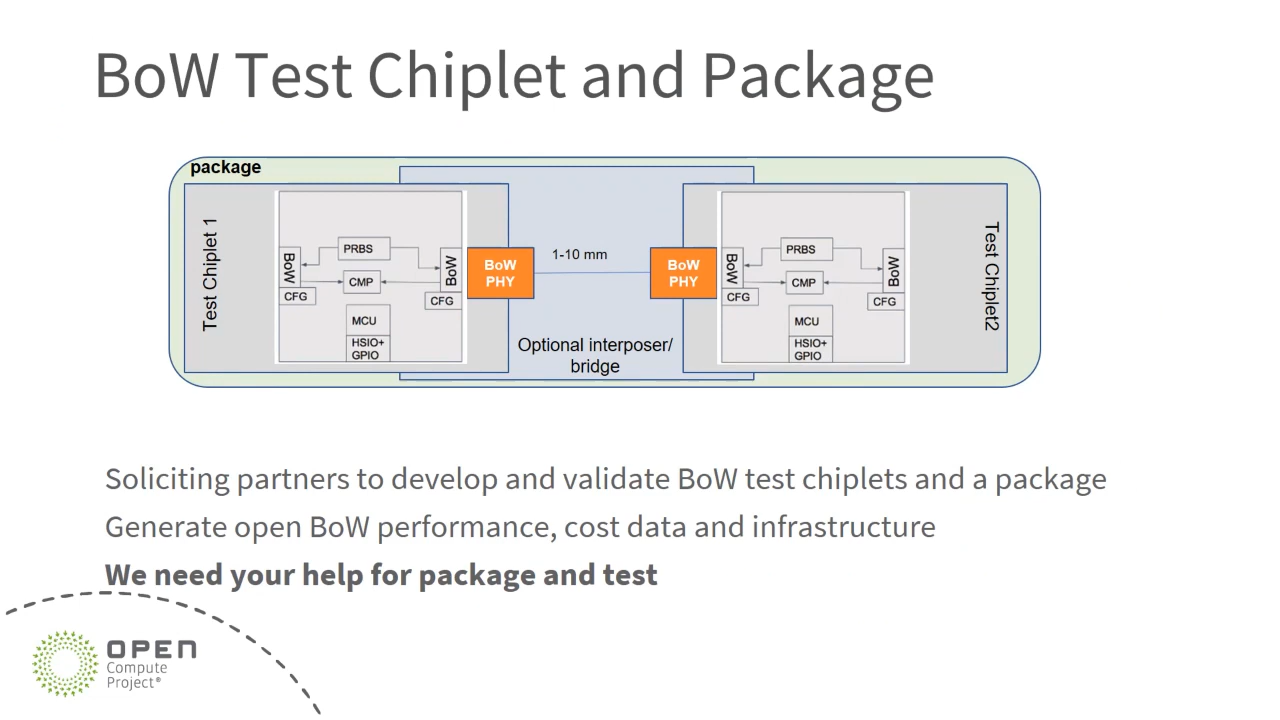 BoW Test Chiplet and Package
package
Test Chiplet 1
BoW
CFG
PRBS
CMP
MCU
HSIO+
GPIO
BoW
CFG
BoW
PHY
1-10 mm
Optional interposer/
bridge
BoW
PHY
BoW
CFG
PRBS
CMP
MCU
HSIO+
GPIO
BoW
CFG
Test Chiplet2
Soliciting partners to develop and validate BoW test chiplets and a package
Generate open BoW performance, cost data and infrastructure
We need your help for package and test
OPEN
Compute
Project®